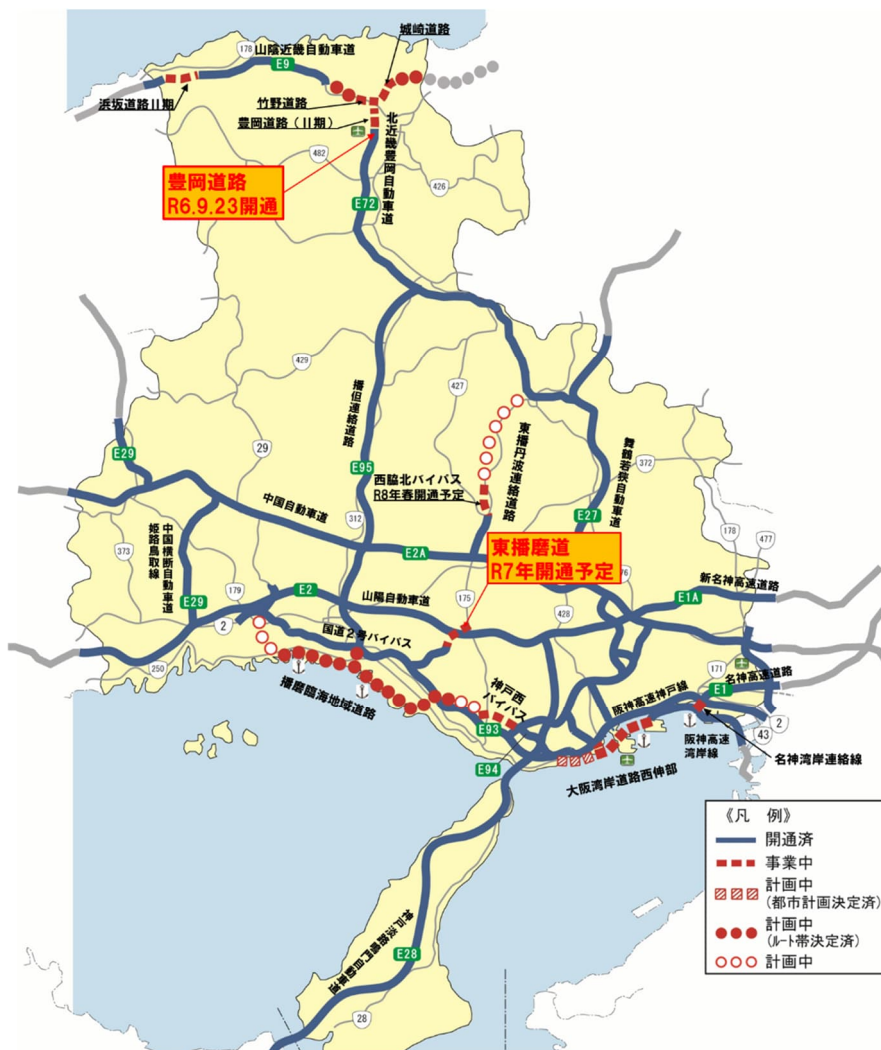 城崎道路
178
山陰近畿自動車道
E9
浜坂道路Ⅱ期
竹野道路
豊岡道路(Ⅱ期)
北近畿豊岡自動車道
482
426
豊岡道路
R6.9.23開通
E72
429
427
播但連絡道路
東播丹波連絡道路
舞鶴若狭自動車道
29
E29
372
E95
西脇北バイパス
R8年春開通予定
中国自動車道
312
E27
中国横断自動車道
姫路鳥取線
373
E2A
東播磨道
R7年開通予定
178
477
76
新名神高速道路
E1A
E29
179
E2
山陽自動車道
175
428
2
国道2号バイパス
250
播磨臨海地域道路
神戸西
バイパス
阪神高速神戸線
171
名神高速道路
E1
E93
E94
阪神高速
湾岸線
43
2
名神湾岸連絡線
大阪湾岸道路西伸部
神戸淡路鳴門自動車道
E28
28
《凡 例》
開通済
事業中
計画中
(都市計画決定済)
計画中
(ルート帯決定済)
計画中